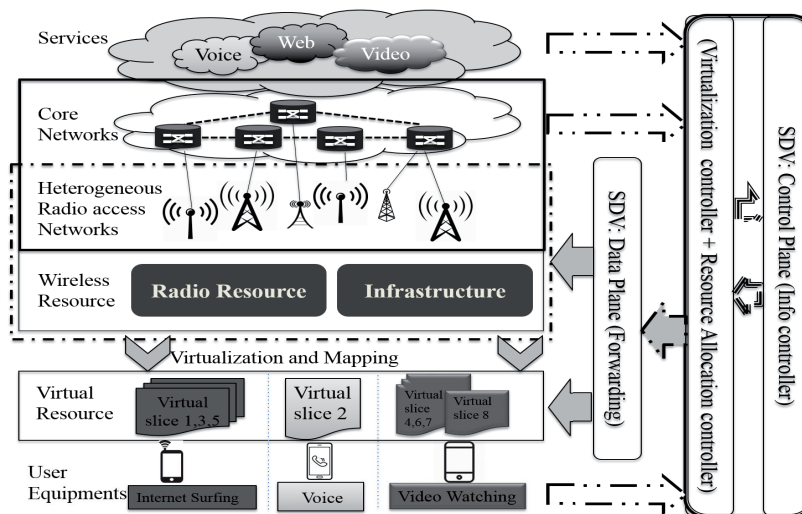 Services
Voice
Web
Video
Core
Networks
Heterogeneous
Radio access
Networks
Wireless
Resource
Radio Resource
Infrastructure
Virtualization and Mapping
Virtual
Resource
Virtual
slice 1,3,5
Virtual
slice 2
Virtual
slice
4,6,7
Virtual
slice 8
User
Equipments
Internet Surfing
Voice
Video Watching
SDV: Data Plane (Forwarding)
(Virtualization controller + Resource Allocation controller)
SDV: Control Plane (Info controller)